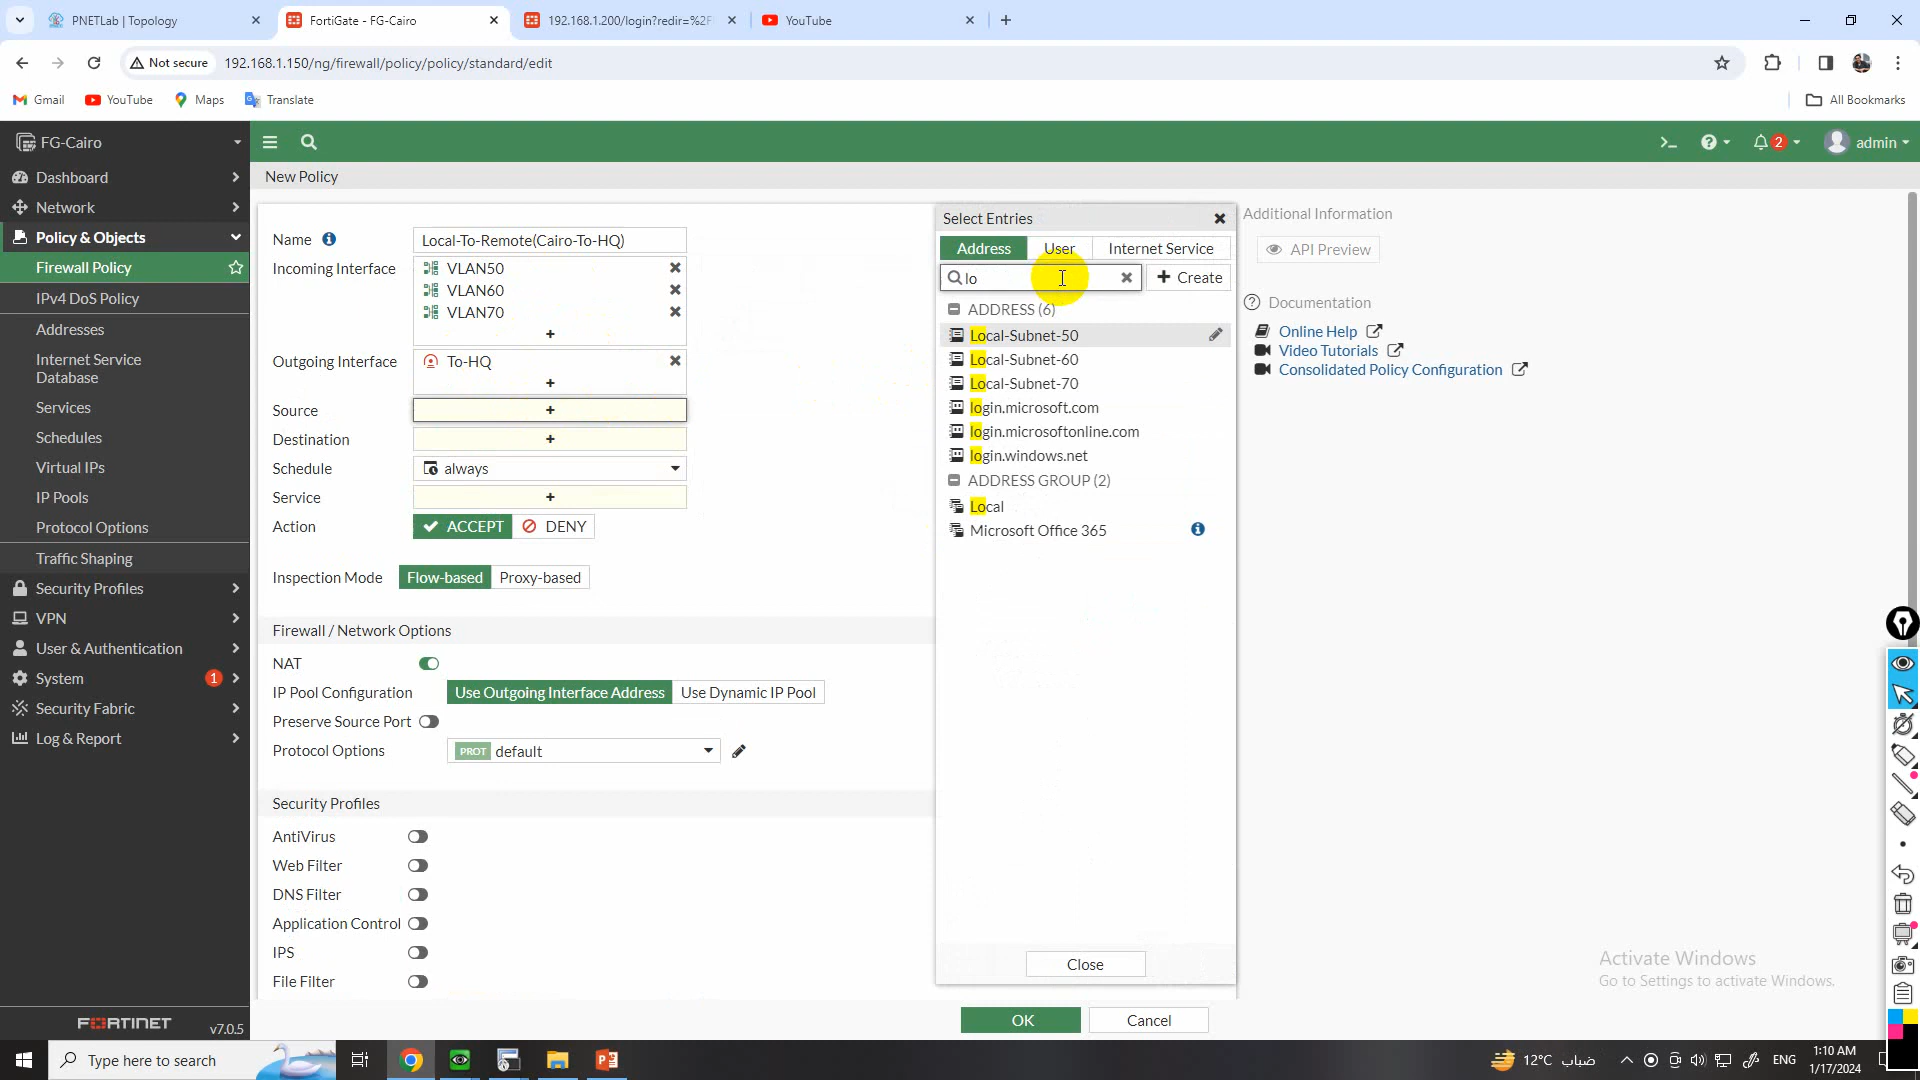 PNETLab | Topology
FortiGate - FG-Cairo
192.168.1.200/login?redir=%2F
YouTube
Not secure
192.168.1.150/ng/firewall/policy/policy/standard/edit
Gmail
YouTube
Maps
Translate
All Bookmarks
FG-Cairo
2
admin
Dashboard
Network
Policy & Objects
Firewall Policy
IPv4 DoS Policy
Addresses
Internet Service
Database
Services
Schedules
Virtual IPs
IP Pools
Protocol Options
Traffic Shaping
Security Profiles
VPN
User & Authentication
System
1
Security Fabric
Log & Report
FORTINET
v7.0.5
New Policy
Name
Local-To-Remote(Cairo-To-HQ)
Incoming Interface
VLAN50
VLAN60
VLAN70
Outgoing Interface
To-HQ
Source
Destination
Schedule
always
Service
Action
ACCEPT
DENY
Inspection Mode
Flow-based
Proxy-based
Firewall / Network Options
NAT
IP Pool Configuration
Use Outgoing Interface Address
Use Dynamic IP Pool
Preserve Source Port
Protocol Options
PROT default
Security Profiles
AntiVirus
Web Filter
DNS Filter
Application Control
IPS
File Filter
Select Entries
Address
User
Internet Service
lo
Create
ADDRESS (6)
Local-Subnet-50
Local-Subnet-60
Local-Subnet-70
login.microsoft.com
login.microsoftonline.com
login.windows.net
ADDRESS GROUP (2)
Local
Microsoft Office 365
Close
OK
Cancel
Additional Information
API Preview
Documentation
Online Help
Video Tutorials
Consolidated Policy Configuration
Activate Windows
Go to Settings to activate Windows.
Type here to search
12°C ضباب
ENG
1:10 AM
1/17/2024